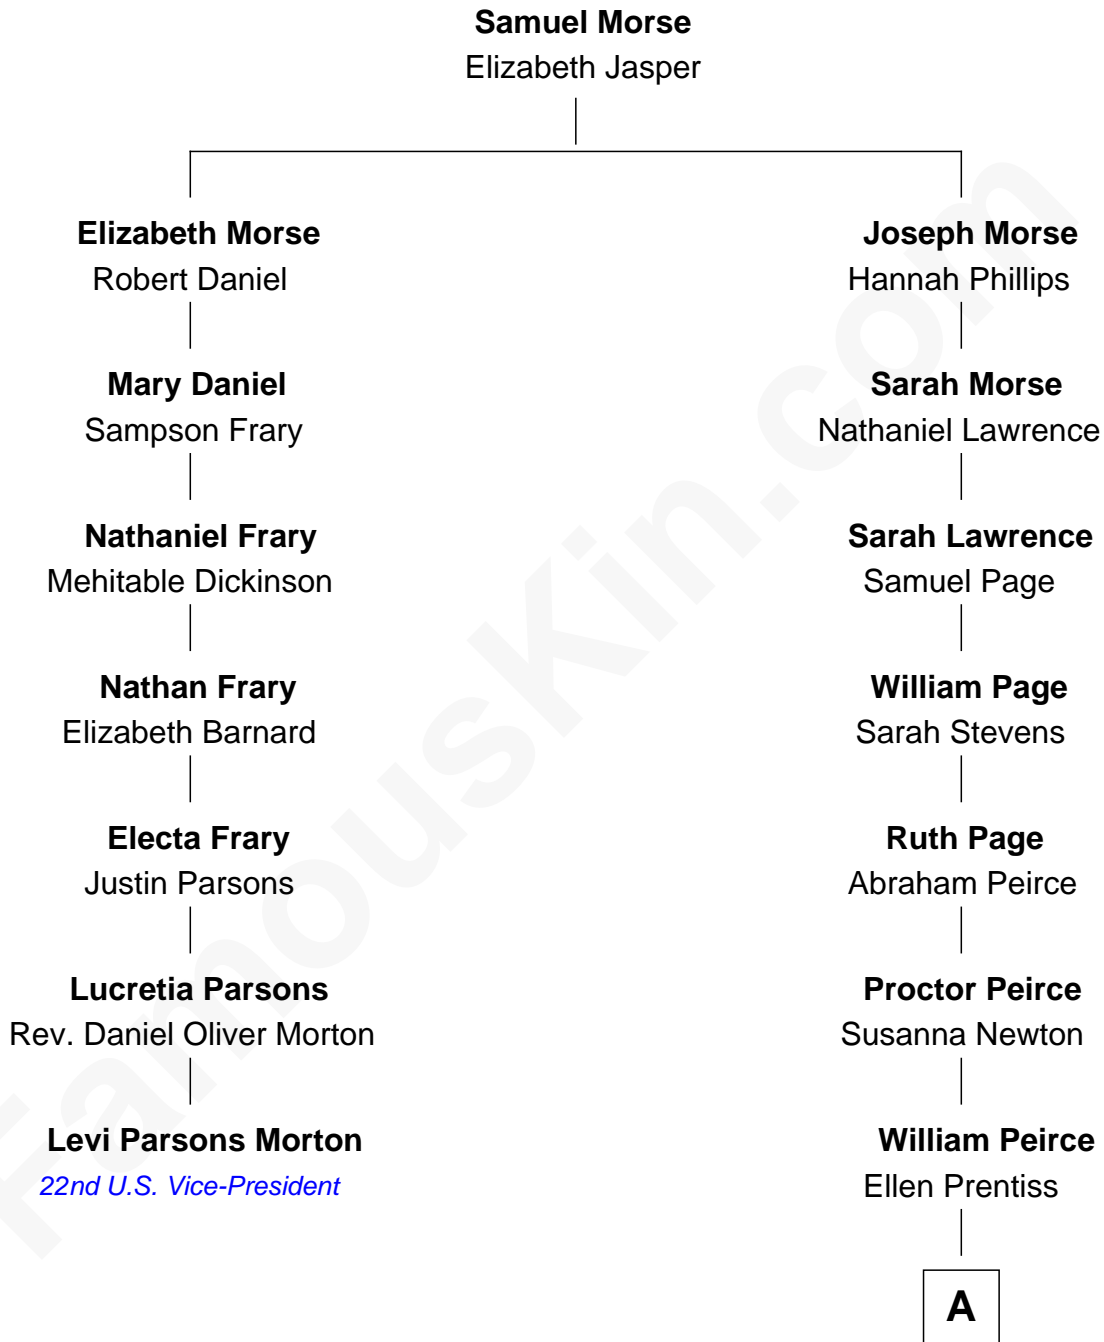 Samuel Morse
Elizabeth Jasper
Elizabeth Morse
Robert Daniel
Joseph Morse
Hannah Phillips
Mary Daniel
Sampson Frary
Sarah Morse
Nathaniel Lawrence
Nathaniel Frary
Mehitable Dickinson
Sarah Lawrence
Samuel Page
Nathan Frary
Elizabeth Barnard
William Page
Sarah Stevens
Electa Frary
Justin Parsons
Ruth Page
Abraham Peirce
Lucretia Parsons
Rev. Daniel Oliver Morton
Proctor Peirce
Susanna Newton
Levi Parsons Morton
22nd U.S. Vice-President
William Peirce
Ellen Prentiss
A
FamousKin.com